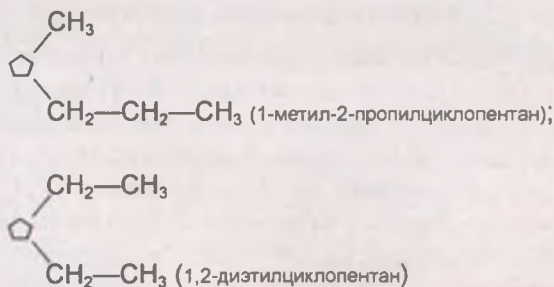 CH₃
CH₂—CH₂—CH₃ (1-метил-2-пропилциклопентан);
CH₂—CH₃
CH₂—CH₃ (1,2-диэтилциклопентан)